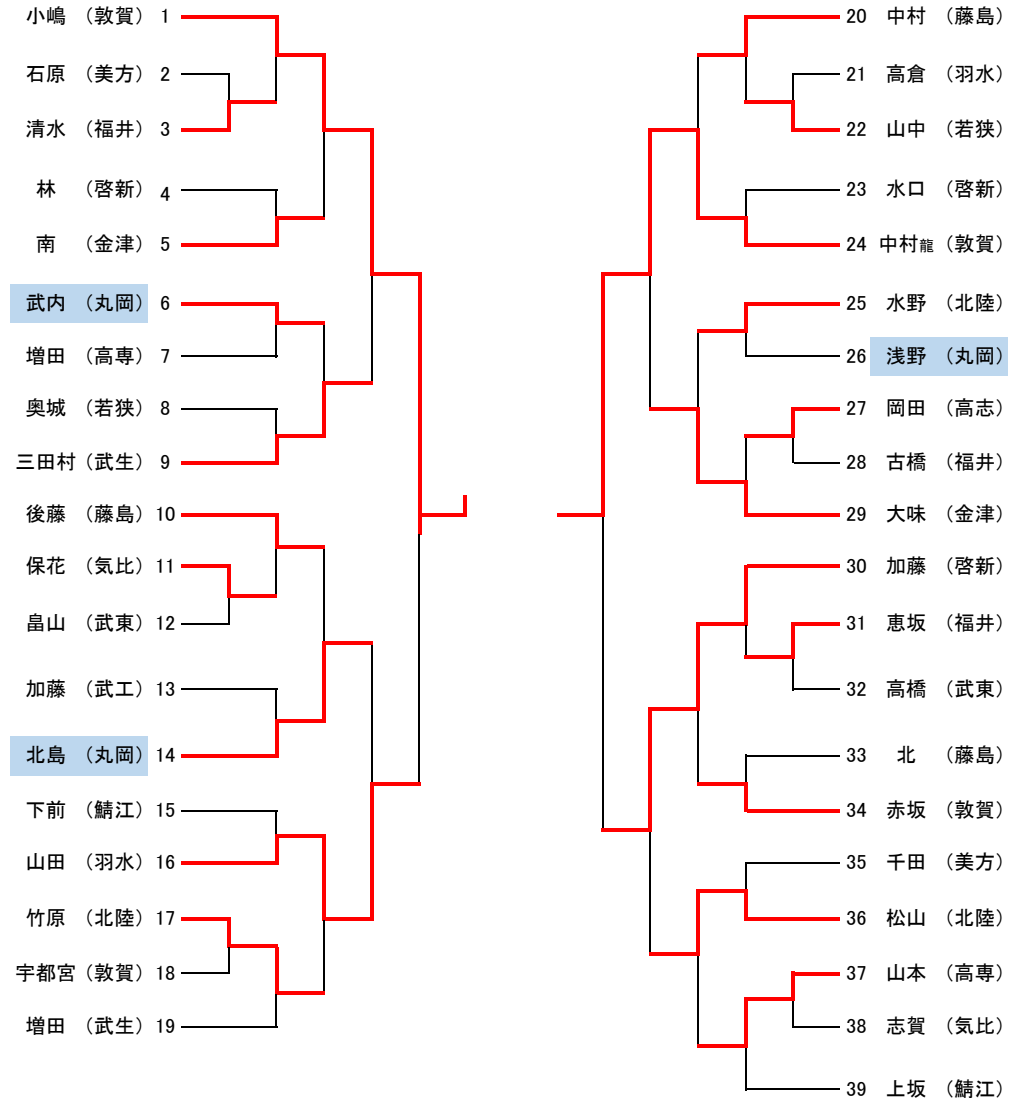 小嶋 （敦賀） 1
石原 （美方） 2
清水 （福井） 3
林 （啓新） 4
南 （金津） 5
武内 （丸岡） 6
増田 （高専） 7
奥城 （若狭） 8
三田村 （武生） 9
後藤 （藤島） 10
保花 （気比） 11
畠山 （武東） 12
加藤 （武工） 13
北島 （丸岡） 14
下前 （鯖江） 15
山田 （羽水） 16
竹原 （北陸） 17
宇都宮 （敦賀） 18
増田 （武生） 19
20 中村 （藤島）
21 高倉 （羽水）
22 山中 （若狭）
23 水口 （啓新）
24 中村龍 （敦賀）
25 水野 （北陸）
26 浅野 （丸岡）
27 岡田 （高志）
28 古橋 （福井）
29 大味 （金津）
30 加藤 （啓新）
31 恵坂 （福井）
32 高橋 （武東）
33 北 （藤島）
34 赤坂 （敦賀）
35 千田 （美方）
36 松山 （北陸）
37 山本 （高専）
38 志賀 （気比）
39 上坂 （鯖江）